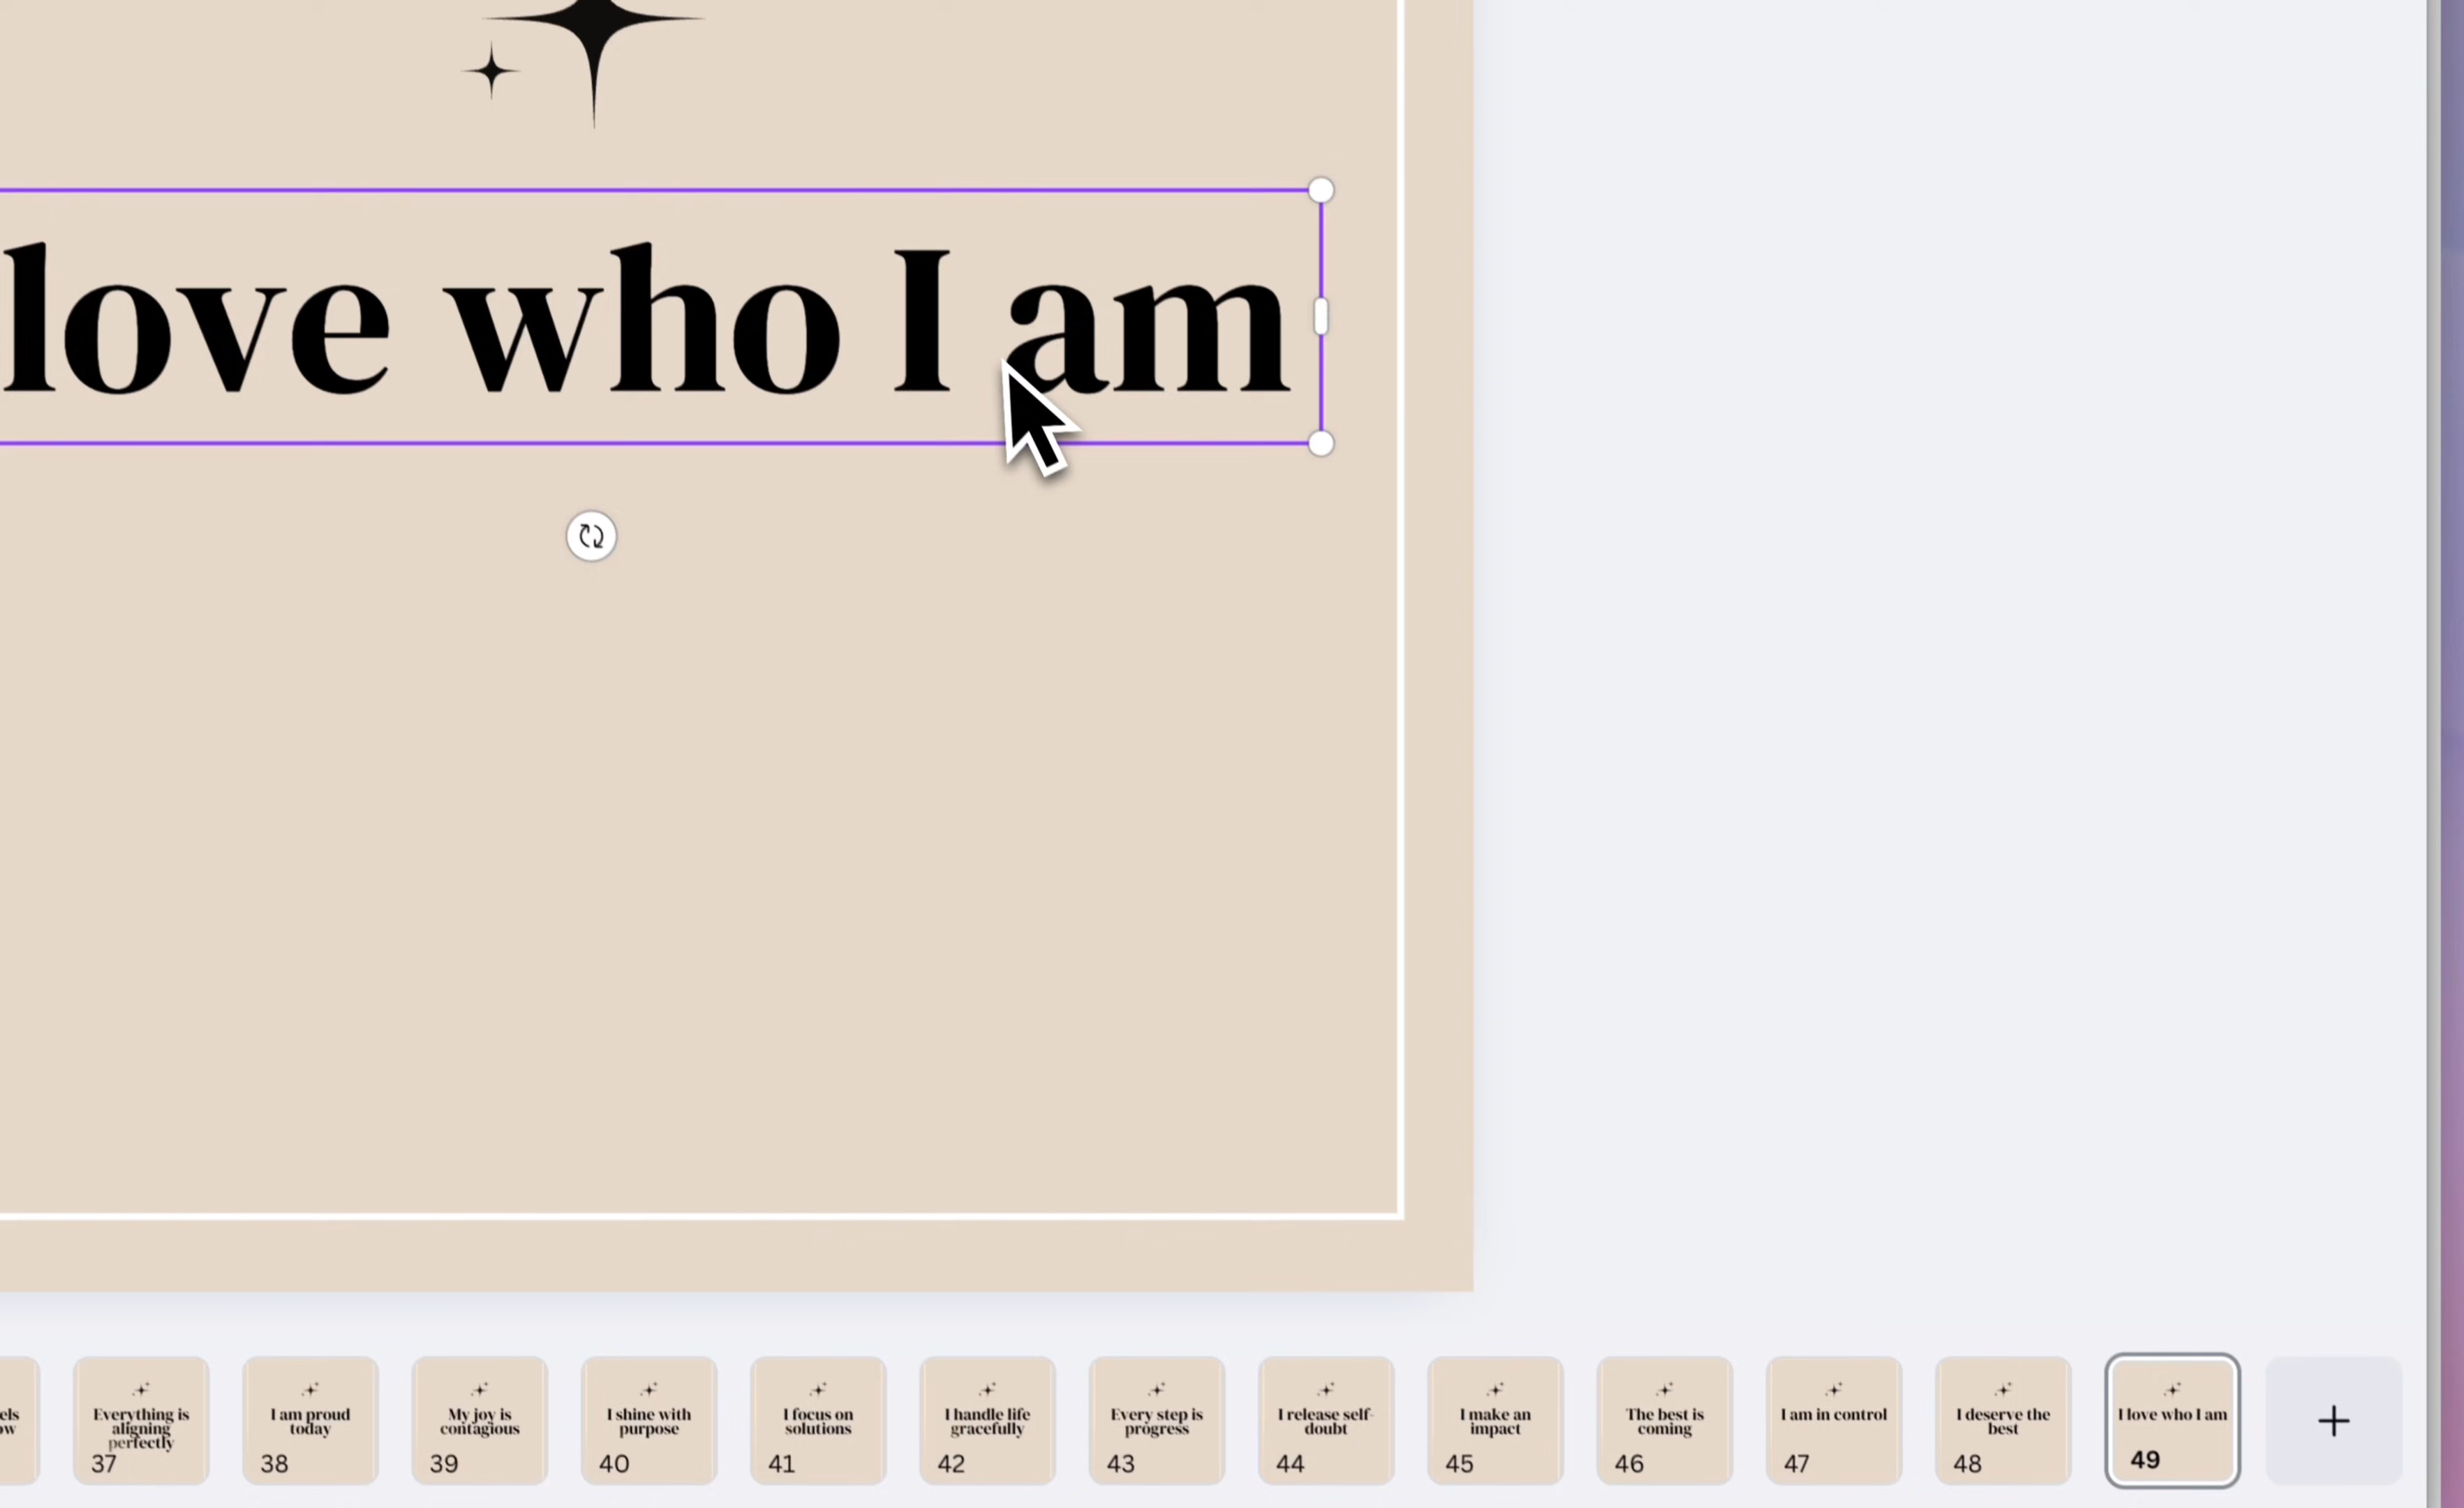 love who I am
Everything is
aligning
perfectly
37
I am proud
today
38
My joy is
contagious
39
I shine with
purpose
40
I focus on
solutions
41
I handle life
gracefully
42
Every step is
progress
43
I release self-
doubt
44
I make an
impact
45
The best is
coming
46
I am in control
47
I deserve the
best
48
I love who I am
49